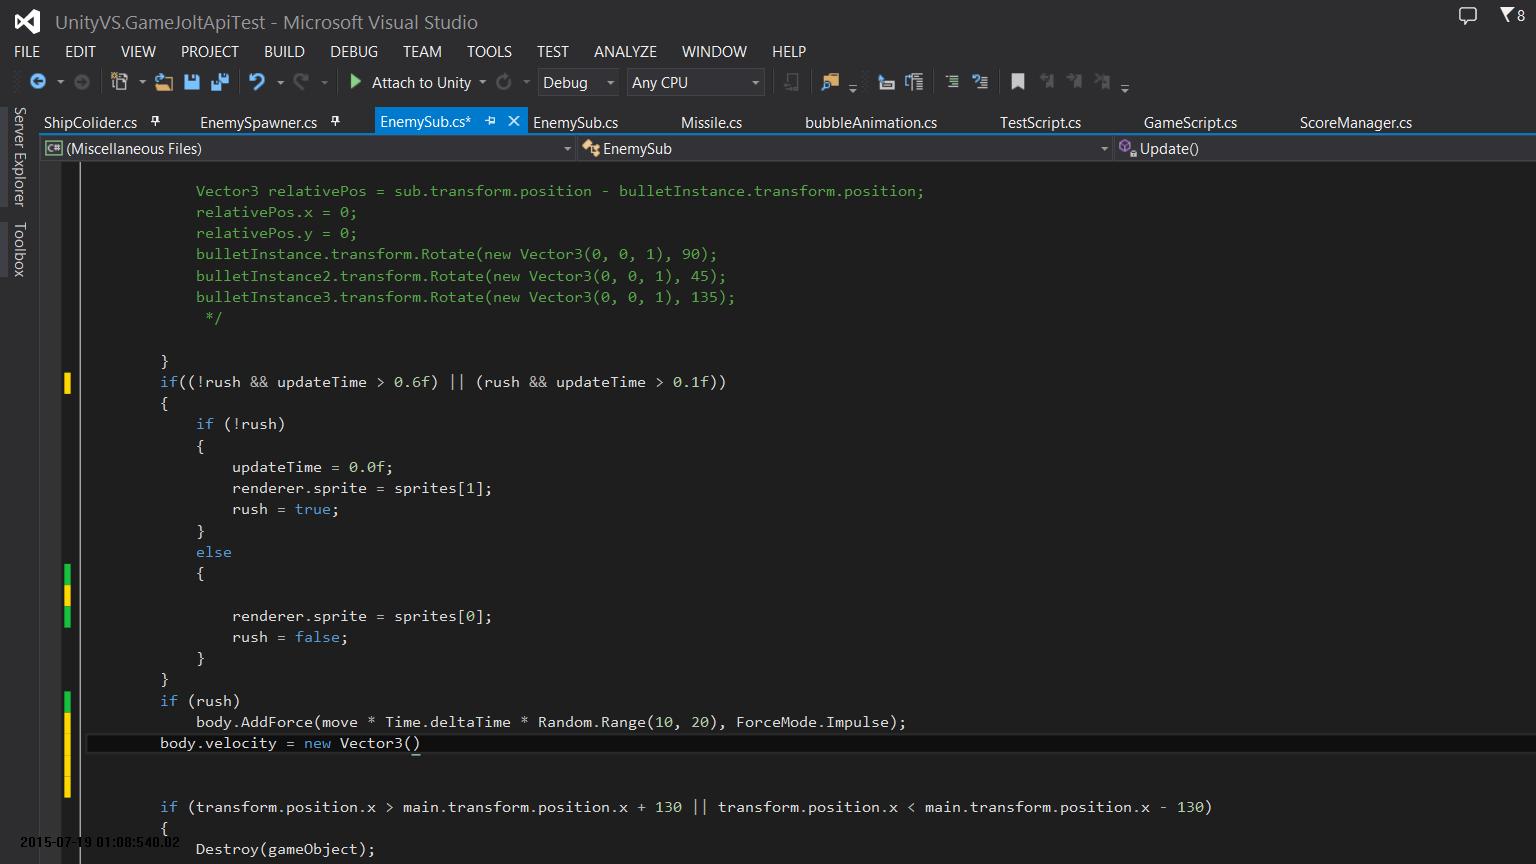 UnityVS.GameJoltApiTest - Microsoft Visual Studio
8
FILE EDIT VIEW PROJECT BUILD DEBUG TEAM TOOLS TEST ANALYZE WINDOW HELP
Attach to Unity Debug Any CPU
Server Explorer
Toolbox
ShipColider.cs EnemySpawner.cs EnemySub.cs* EnemySub.cs Missile.cs bubbleAnimation.cs TestScript.cs GameScript.cs ScoreManager.cs
C# (Miscellaneous Files) EnemySub Update()
Vector3 relativePos = sub.transform.position - bulletInstance.transform.position;
relativePos.x = 0;
relativePos.y = 0;
bulletInstance.transform.Rotate(new Vector3(0, 0, 1), 90);
bulletInstance2.transform.Rotate(new Vector3(0, 0, 1), 45);
bulletInstance3.transform.Rotate(new Vector3(0, 0, 1), 135);
*/
}
if((!rush && updateTime > 0.6f) || (rush && updateTime > 0.1f))
{
if (!rush)
{
updateTime = 0.0f;
renderer.sprite = sprites[1];
rush = true;
}
else
{
renderer.sprite = sprites[0];
rush = false;
}
}
if (rush)
body.AddForce(move * Time.deltaTime * Random.Range(10, 20), ForceMode.Impulse);
body.velocity = new Vector3()
if (transform.position.x > main.transform.position.x + 130 || transform.position.x < main.transform.position.x - 130)
{
2015-07-19 01:08:540.02
Destroy(gameObject);